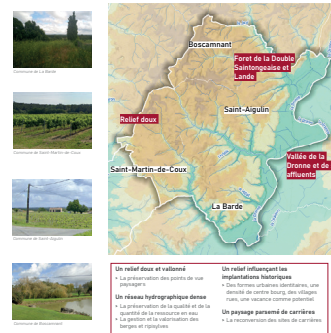 Commune de La Barde
Commune de Saint-Martin-de-Coux
Commune de Saint-Aigulin
Commune de Boscamnant
Boscamnant
Foret de la Double
Saintongeaise et
Lande
Relief doux
Saint-Aigulin
Saint-Martin-de-Coux
Vallée de la
Dronne et de
affluents
La Barde
Un relief doux et vallonné
• La préservation des points de vue
paysagers
Un réseau hydrographique dense
• La préservation de la qualité et de la
quantité de la ressource en eau
• La gestion et la valorisation des
berges et ripisylves
Un relief influençant les
implantations historiques
• Des formes urbaines identitaires, une
densité de centre bourg, des villages
rues, une vacance comme potentiel
Un paysage parsemé de carrières
• La reconversion des sites de carrières